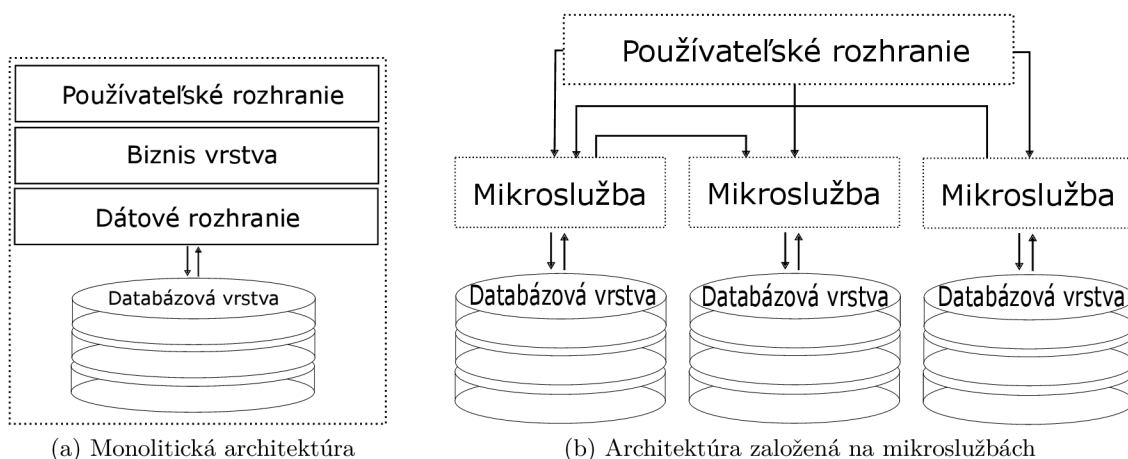 Používateľské rozhranie
Biznis vrstva
Dátové rozhranie
Databázová vrstva
(a) Monolitická architektúra
Používateľské rozhranie
Mikroslužba
Mikroslužba
Mikroslužba
Databázová vrstva
Databázová vrstva
Databázová vrstva
(b) Architektúra založená na mikroslužbách